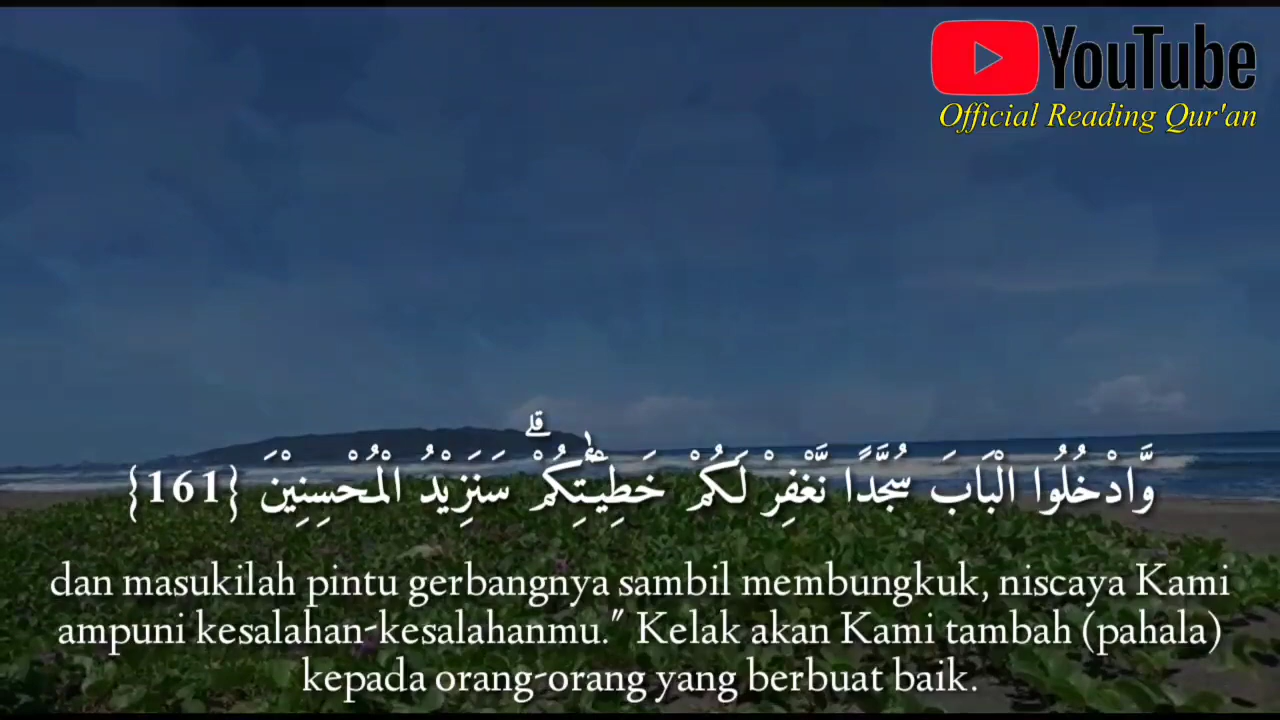 YouTube
Official Reading Qur'an
وَّادْخُلُوا الْبَابَ سُجَّدًا نَّغْفِرْ لَكُمْ خَطِيْۤـٰٔتِكُمْۗ سَنَزِيْدُ الْمُحْسِنِيْنَ {161}
dan masukilah pintu gerbangnya sambil membungkuk, niscaya Kami
ampuni kesalahan-kesalahanmu." Kelak akan Kami tambah (pahala)
kepada orang-orang yang berbuat baik.